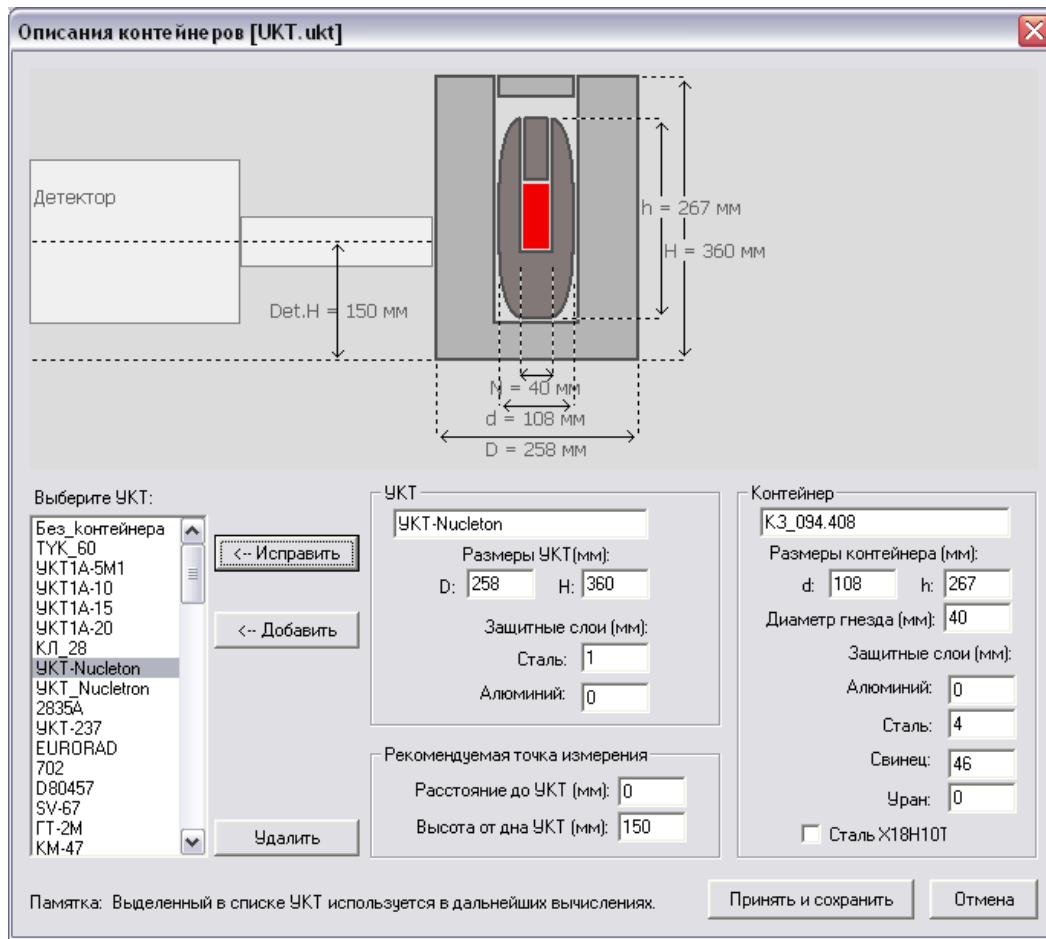 Описания контейнеров [UKT.ukt]
Детектор
h = 267 мм
H = 360 мм
Det.H = 150 мм
N = 40 мм
d = 108 мм
D = 258 мм
Выберите УКТ:
Без_контейнера
TYK_60
УКТ1А-5М1
УКТ1А-10
УКТ1А-15
УКТ1А-20
КЛ_28
УКТ-Nucleton
УКТ_Nucletron
2835A
УКТ-237
EURORAD
702
D80457
SV-67
ГТ-2М
КМ-47
<-- Исправить
<-- Добавить
Удалить
УКТ
УКТ-Nucleton
Размеры УКТ(мм):
D: 258 H: 360
Защитные слои (мм):
Сталь: 1
Алюминий: 0
Рекомендуемая точка измерения
Расстояние до УКТ (мм): 0
Высота от дна УКТ (мм): 150
Контейнер
К.З_094.408
Размеры контейнера (мм):
d: 108 h: 267
Диаметр гнезда (мм): 40
Защитные слои (мм):
Алюминий: 0
Сталь: 4
Свинец: 46
Уран: 0
Сталь Х18Н10Т
Памятка: Выделенный в списке УКТ используется в дальнейших вычислениях.
Принять и сохранить
Отмена